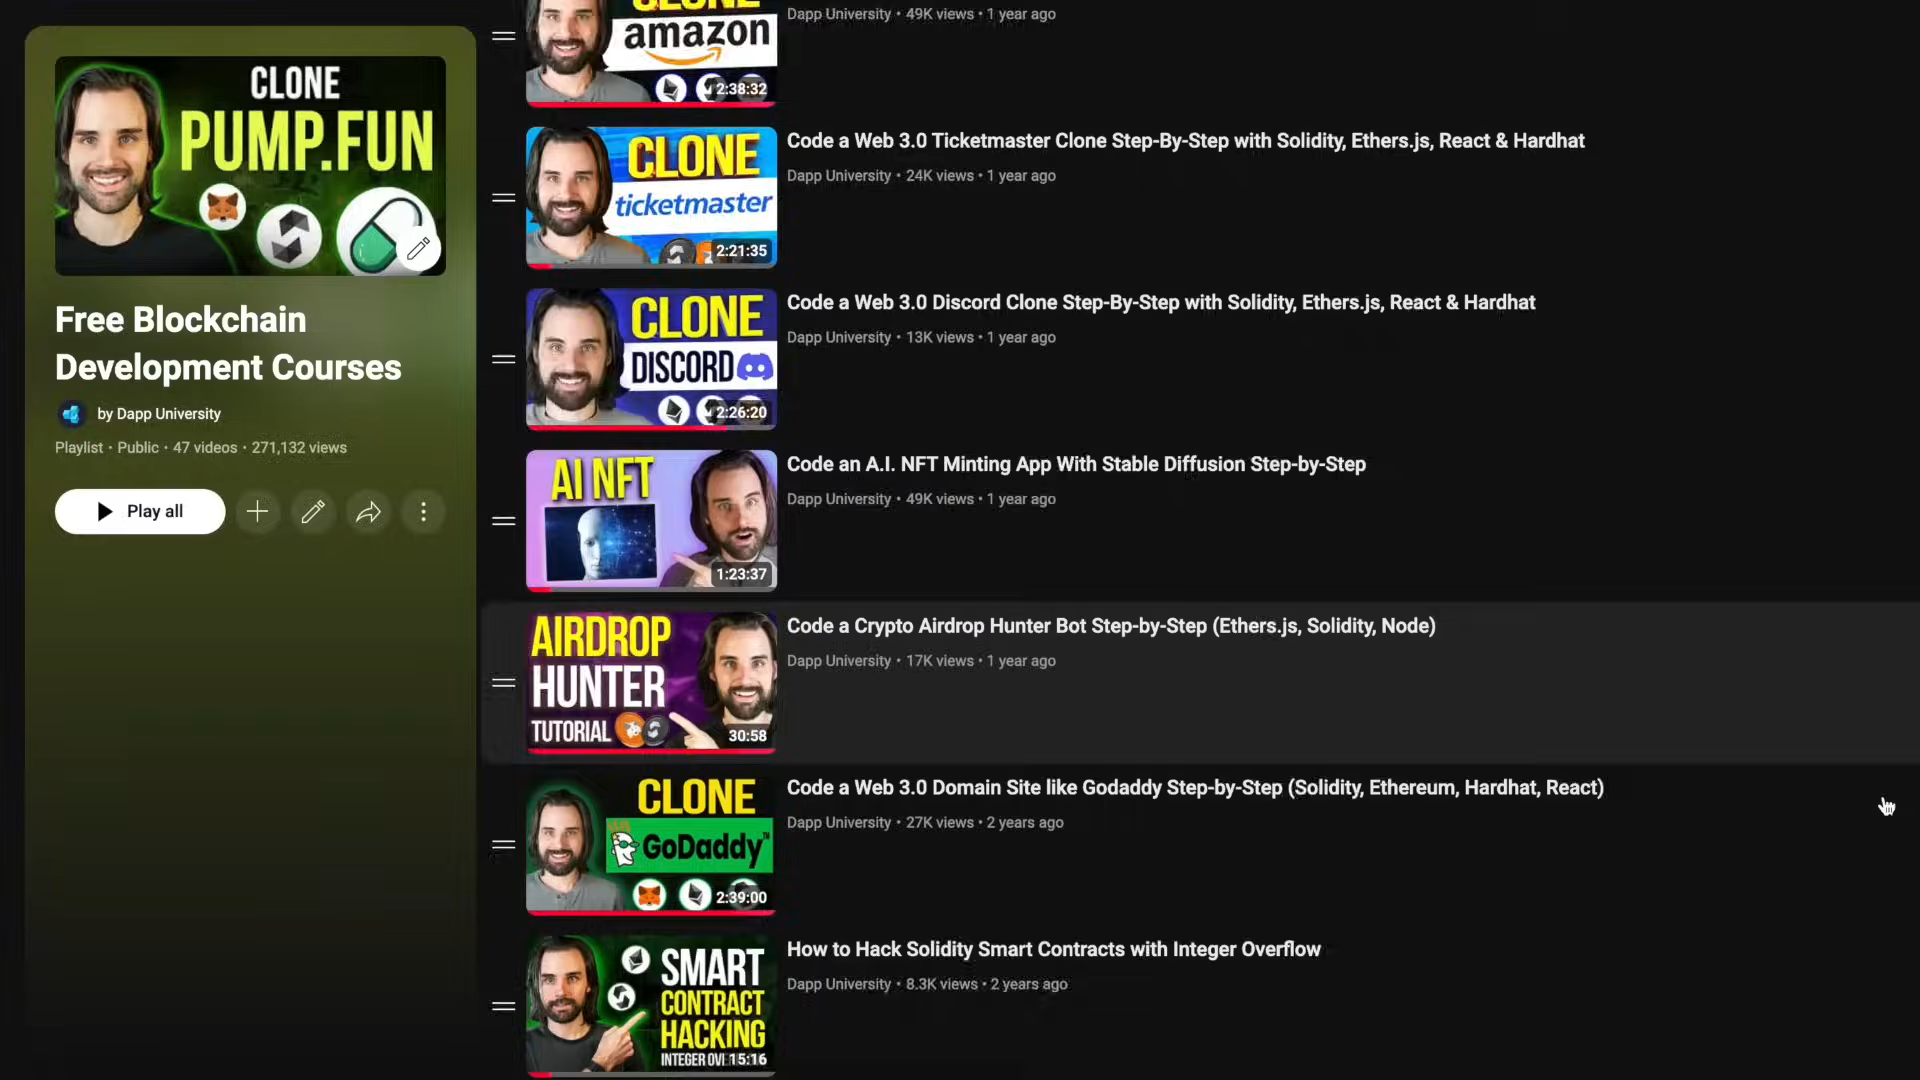 CLONE
PUMP.FUN
Free Blockchain
Development Courses
by Dapp University
Playlist • Public • 47 videos • 271,132 views
Play all
CLONE
amazon
2:38:32
Dapp University • 49K views • 1 year ago
CLONE
ticketmaster
2:21:35
Code a Web 3.0 Ticketmaster Clone Step-By-Step with Solidity, Ethers.js, React & Hardhat
Dapp University • 24K views • 1 year ago
CLONE
DISCORD
2:26:20
Code a Web 3.0 Discord Clone Step-By-Step with Solidity, Ethers.js, React & Hardhat
Dapp University • 13K views • 1 year ago
AI NFT
1:23:37
Code an A.I. NFT Minting App With Stable Diffusion Step-by-Step
Dapp University • 49K views • 1 year ago
AIRDROP
HUNTER
TUTORIAL
30:58
Code a Crypto Airdrop Hunter Bot Step-by-Step (Ethers.js, Solidity, Node)
Dapp University • 17K views • 1 year ago
CLONE
GoDaddy™
2:39:00
Code a Web 3.0 Domain Site like Godaddy Step-by-Step (Solidity, Ethereum, Hardhat, React)
Dapp University • 27K views • 2 years ago
SMART
CONTRACT
HACKING
INTEGER OV
15:16
How to Hack Solidity Smart Contracts with Integer Overflow
Dapp University • 8.3K views • 2 years ago